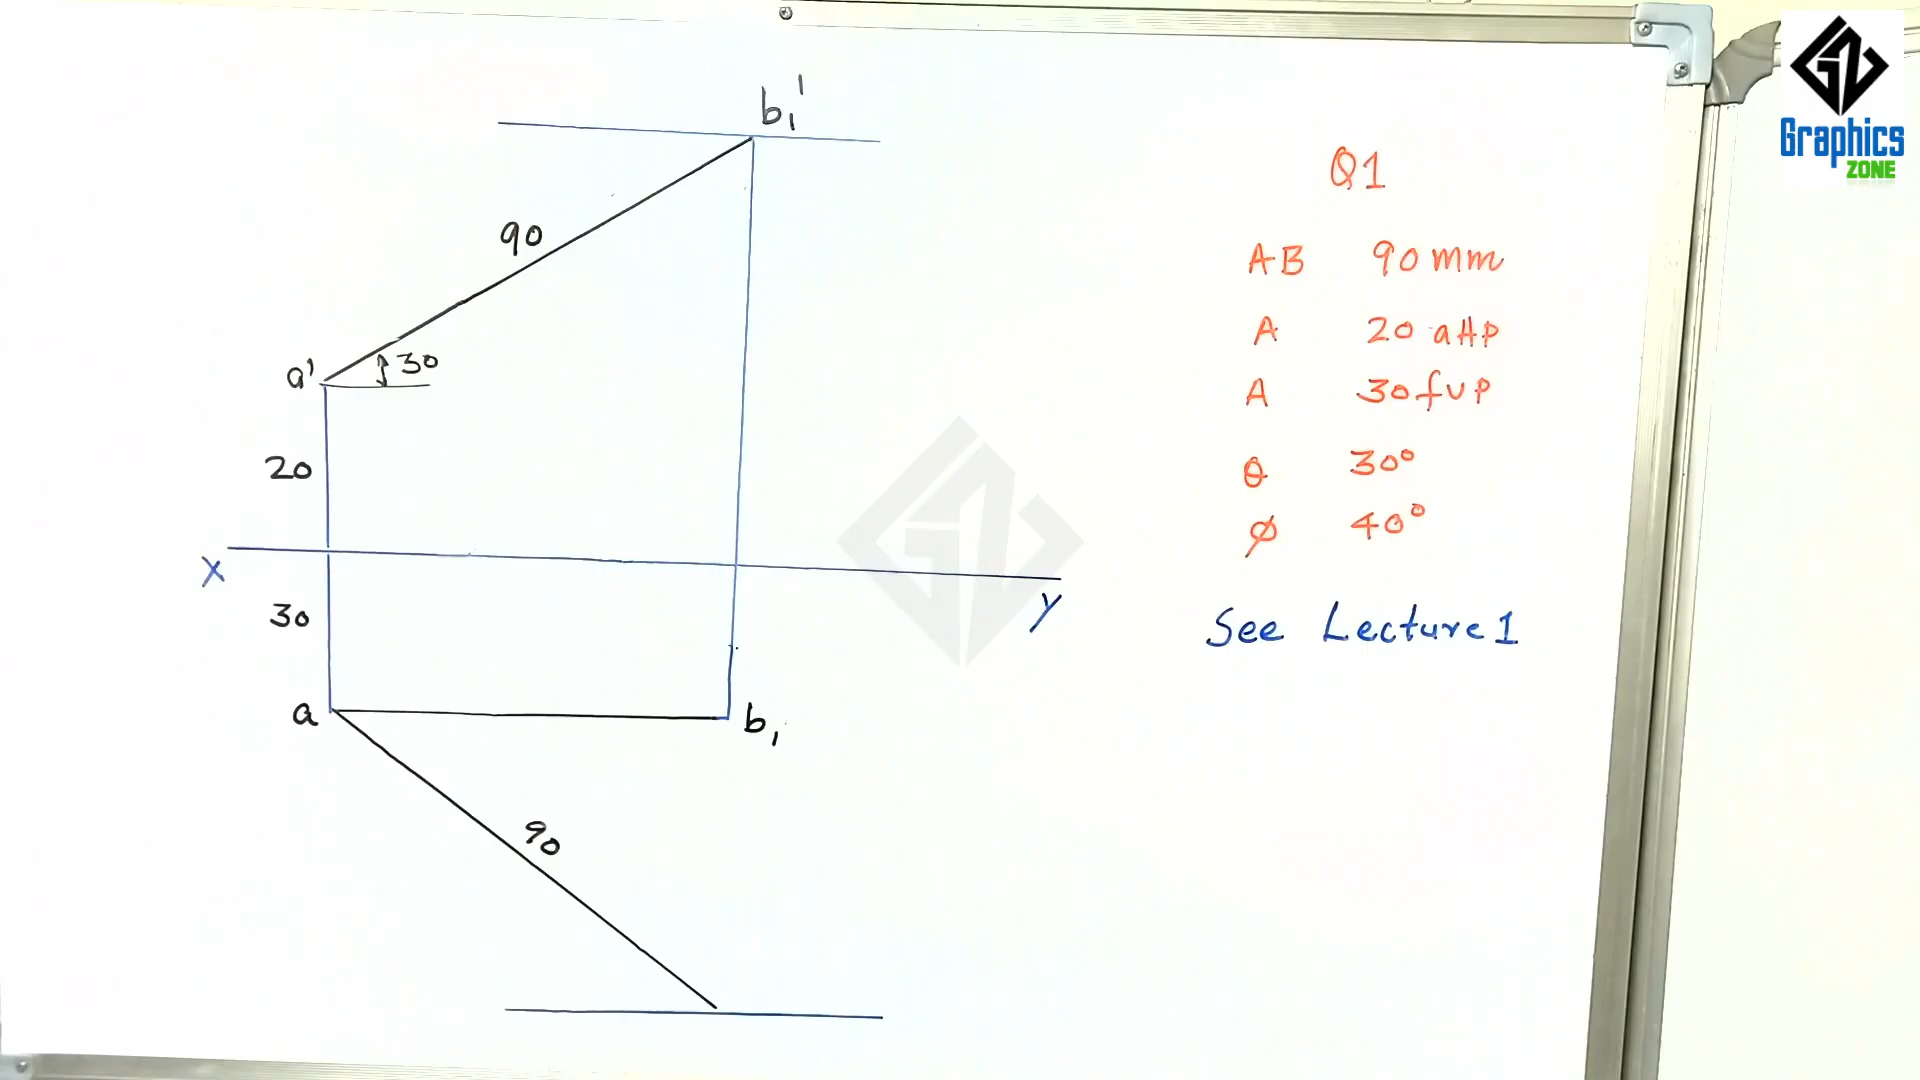 b₁'
90
a' 30
20
X
Y
30
a b₁
90
Q1
AB 90 mm
A 20 aHP
A 30 fVP
θ 30°
ø 40°
See Lecture 1
Graphics
ZONE